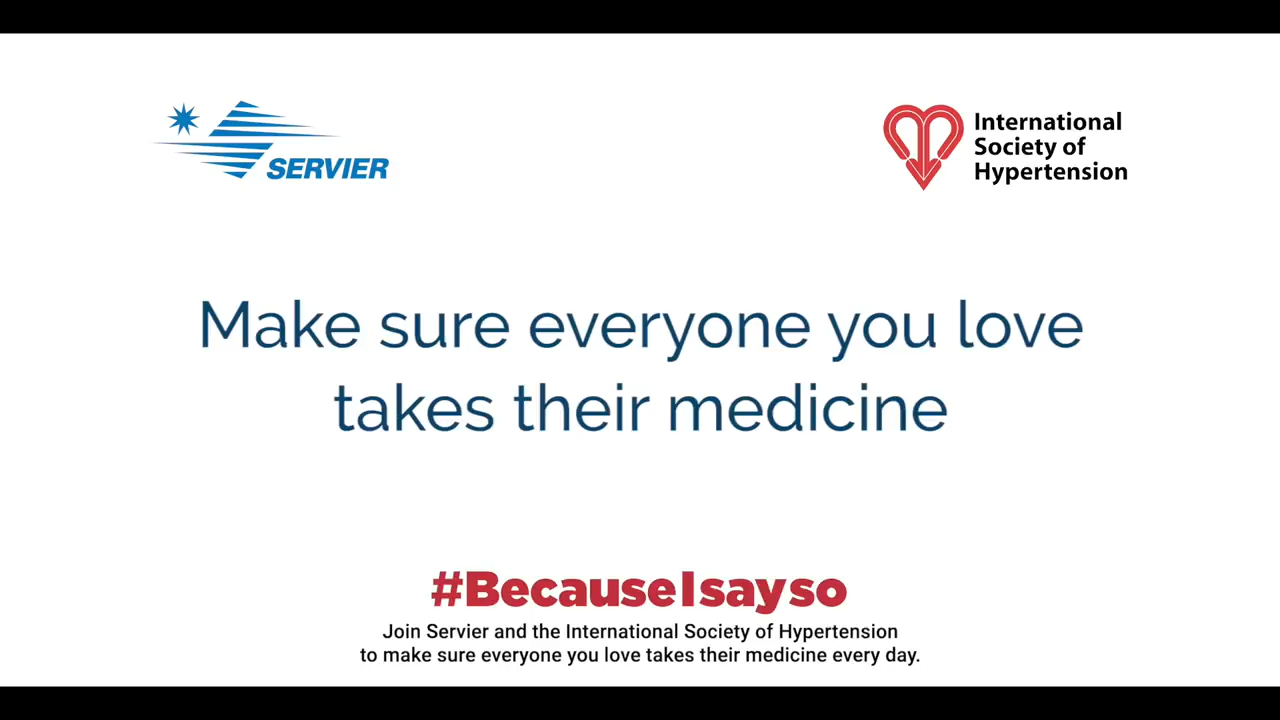 SERVIER
International
Society of
Hypertension
Make sure everyone you love
takes their medicine
#BecauseIsayso
Join Servier and the International Society of Hypertension
to make sure everyone you love takes their medicine every day.